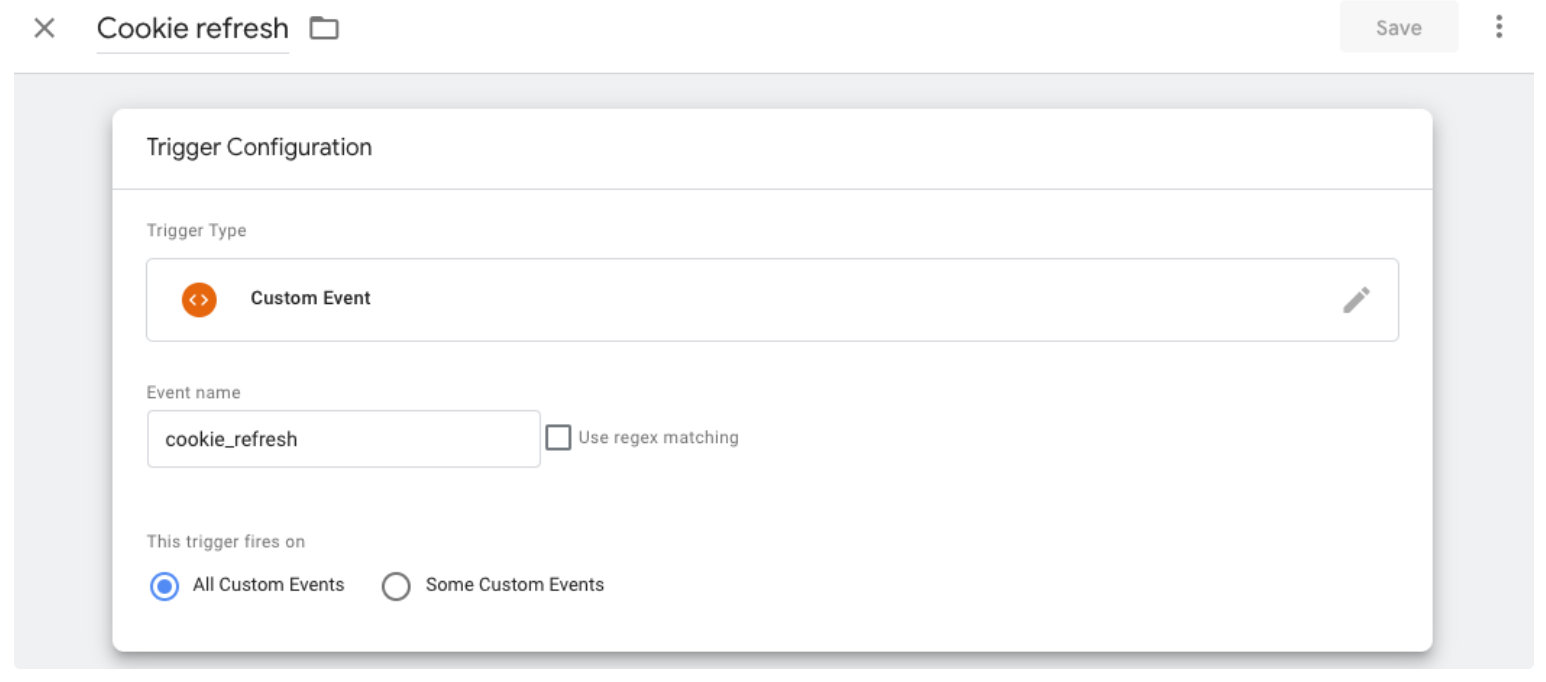 Cookie refresh
Save
Trigger Configuration
Trigger Type
Custom Event
Event name
cookie_refresh
Use regex matching
This trigger fires on
All Custom Events
Some Custom Events